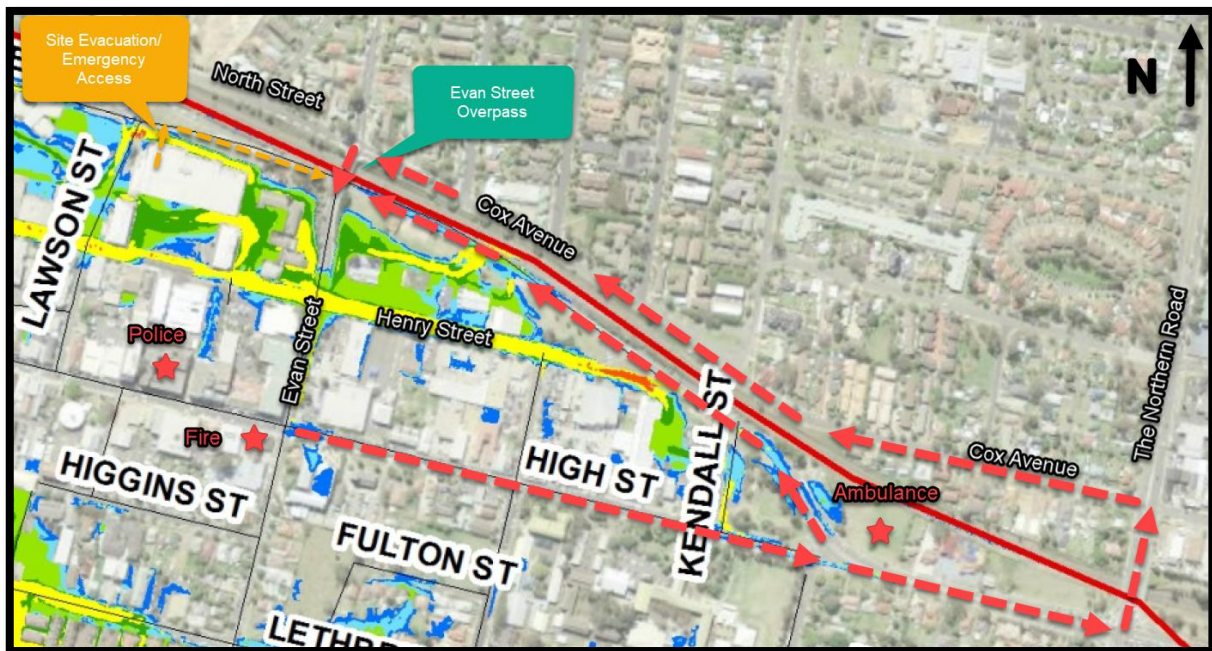 Site Evacuation/
Emergency
Access
North Street
Evan Street
Overpass
N
Cox Avenue
LAWSON ST
Henry Street
Police
Evan Street
The Northern Road
Cox Avenue
Fire
HIGH ST
KENDALL ST
Ambulance
HIGGINS ST
FULTON ST